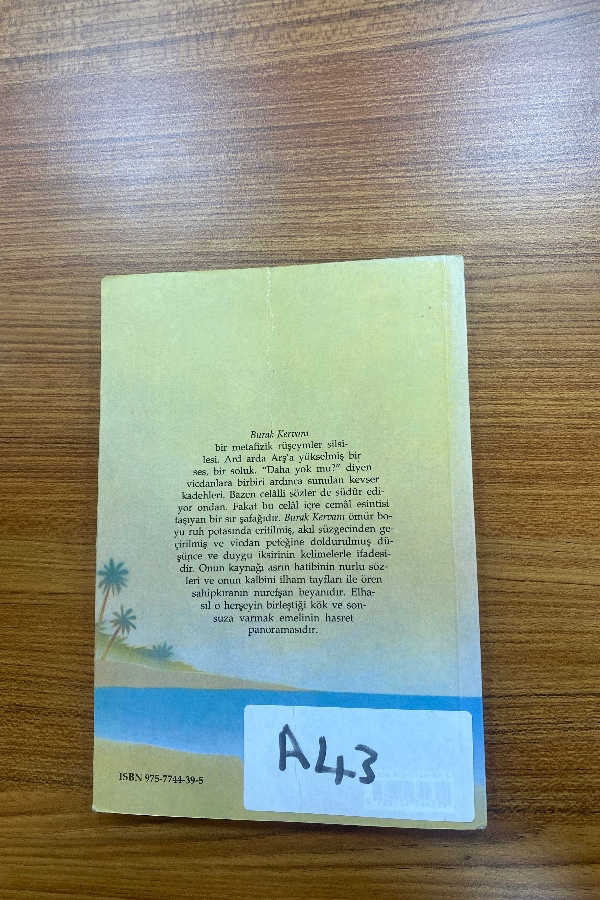 Burak Kervanı
bir metafizik rüşeymler silsi-
lesi. Ard arda Arş'a yükselmiş bir
ses, bir soluk. "Daha yok mu?" diyen
vicdanlara birbiri ardınca sunulan kevser
kadehleri. Bazen celâlli sözler de südûr edi-
yor ondan. Fakat bu celâl içre cemâl esintisi
taşıyan bir sır şafağıdır. Burak Kervanı ömür bo-
yu ruh potasında eritilmiş, akıl süzgecinden ge-
çirilmiş ve vicdan peteğine doldurulmuş dü-
şünce ve duygu iksirinin kelimelerle ifadesi-
dir. Onun kaynağı asrın hatibinin nurlu söz-
leri ve onun kalbini ilham tayfları ile ören
sahipkıranın nurefşan beyanıdır. Elha-
sıl o herşeyin birleştiği kök ve son-
suza varmak emelinin hasret
panoramasıdır.
A43
ISBN 975-7744-39-5